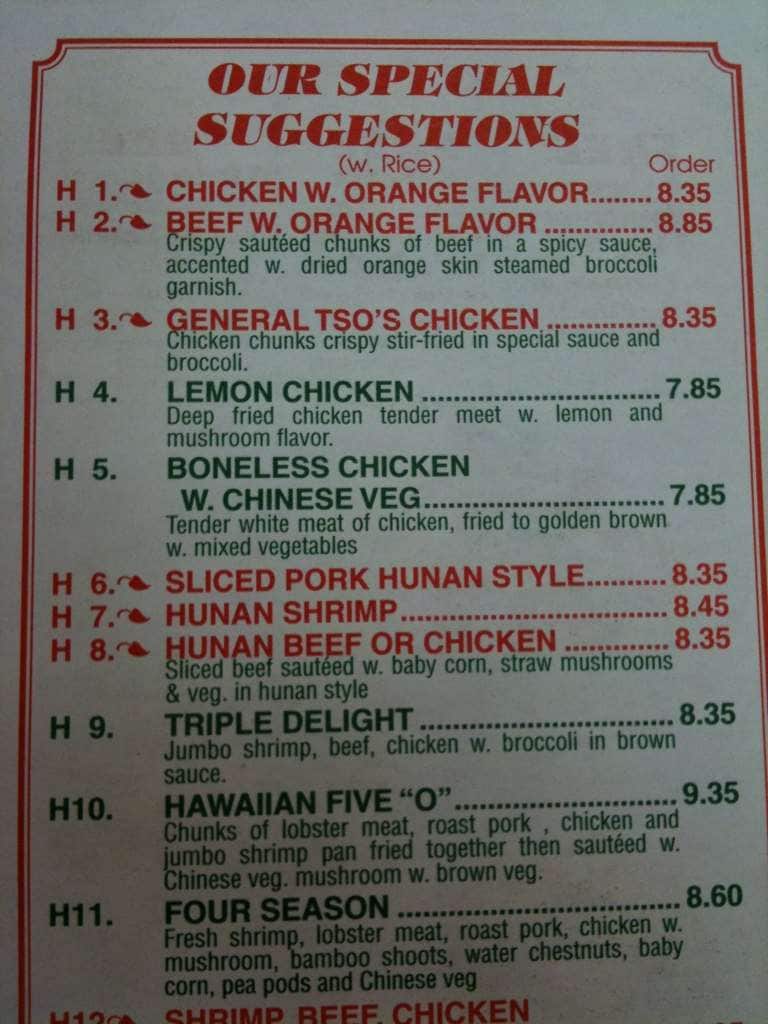 OUR SPECIAL
SUGGESTIONS
(w. Rice) Order
H 1. CHICKEN W. ORANGE FLAVOR........ 8.35
H 2. BEEF W. ORANGE FLAVOR .............. 8.85
Crispy sautéed chunks of beef in a spicy sauce,
accented w. dried orange skin steamed broccoli
garnish.
H 3. GENERAL TSO'S CHICKEN .............. 8.35
Chicken chunks crispy stir-fried in special sauce and
broccoli.
H 4. LEMON CHICKEN .............................. 7.85
Deep fried chicken tender meet w. lemon and
mushroom flavor.
H 5. BONELESS CHICKEN
W. CHINESE VEG.............................. 7.85
Tender white meat of chicken, fried to golden brown
w. mixed vegetables
H 6. SLICED PORK HUNAN STYLE.......... 8.35
H 7. HUNAN SHRIMP................................. 8.45
H 8. HUNAN BEEF OR CHICKEN ............. 8.35
Sliced beef sautéed w. baby corn, straw mushrooms
& veg. in hunan style
H 9. TRIPLE DELIGHT ................................ 8.35
Jumbo shrimp, beef, chicken w. broccoli in brown
sauce.
H10. HAWAIIAN FIVE “O”............................ 9.35
Chunks of lobster meat, roast pork , chicken and
jumbo shrimp pan fried together then sautéed w.
Chinese veg. mushroom w. brown veg.
H11. FOUR SEASON ................................... 8.60
Fresh shrimp, lobster meat, roast pork, chicken w.
mushroom, bamboo shoots, water chestnuts, baby
corn, pea pods and Chinese veg
H12 SHRIMP, BEEF, CHICKEN